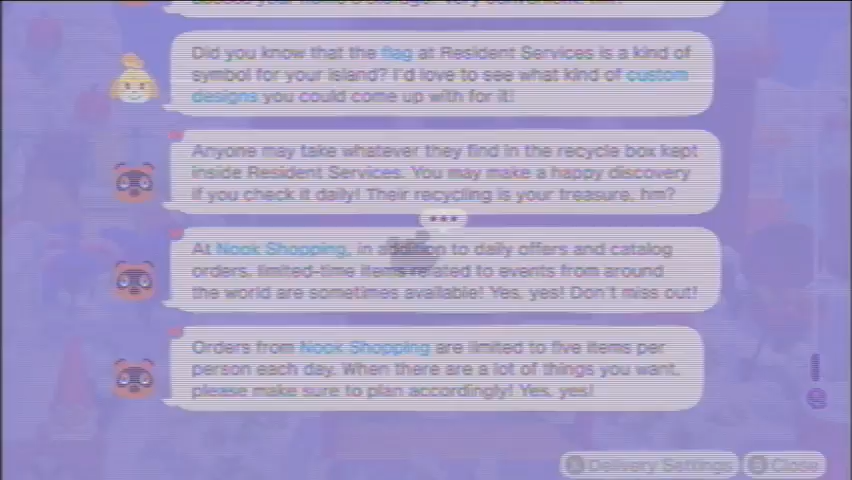 Did you know that the flag at Resident Services is a kind of
symbol for your island? I'd love to see what kind of custom
designs you could come up with for it!
Anyone may take whatever they find in the recycle box kept
inside Resident Services. You may make a happy discovery
if you check it daily! Their recycling is your treasure, hm?
At Nook Shopping, in addition to daily offers and catalog
orders, limited-time items related to events from around
the world are sometimes available! Yes, yes! Don't miss out!
Orders from Nook Shopping are limited to five items per
person each day. When there are a lot of things you want,
please make sure to plan accordingly! Yes, yes!
Delivery Settings
Close